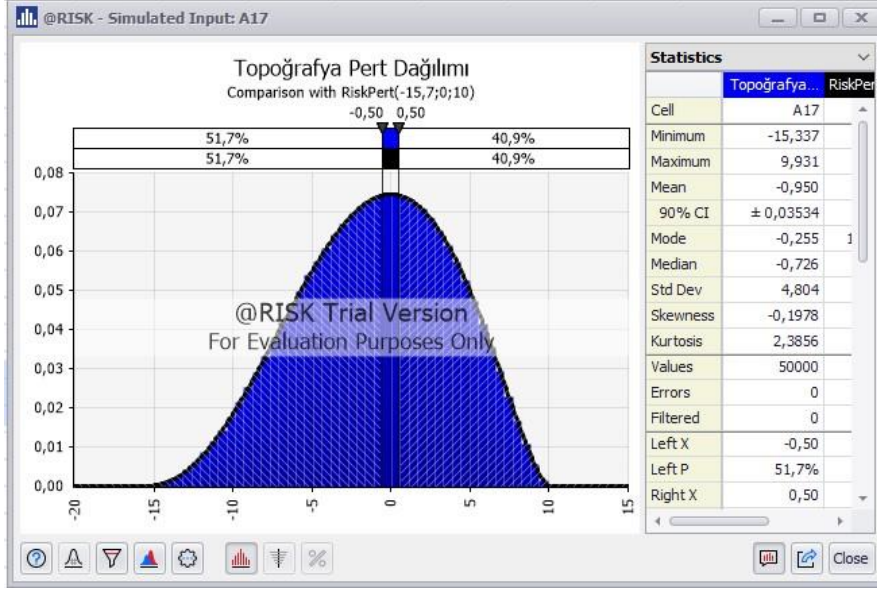 @RISK - Simulated Input: A17
Topoğrafya Pert Dağılımı
Comparison with RiskPert(-15,7;0;10)
-0,50 0,50
51,7% 40,9%
51,7% 40,9%
0,08
0,07
0,06
0,05
0,04
0,03
0,02
0,01
0,00
-20 -15 -10 -5 0 5 10 15
@RISK Trial Version
For Evaluation Purposes Only
Statistics
Topoğrafya... RiskPer
Cell A17
Minimum -15,337
Maximum 9,931
Mean -0,950
90% CI ± 0,03534
Mode -0,255 1
Median -0,726
Std Dev 4,804
Skewness -0,1978
Kurtosis 2,3856
Values 50000
Errors 0
Filtered 0
Left X -0,50
Left P 51,7%
Right X 0,50
Close